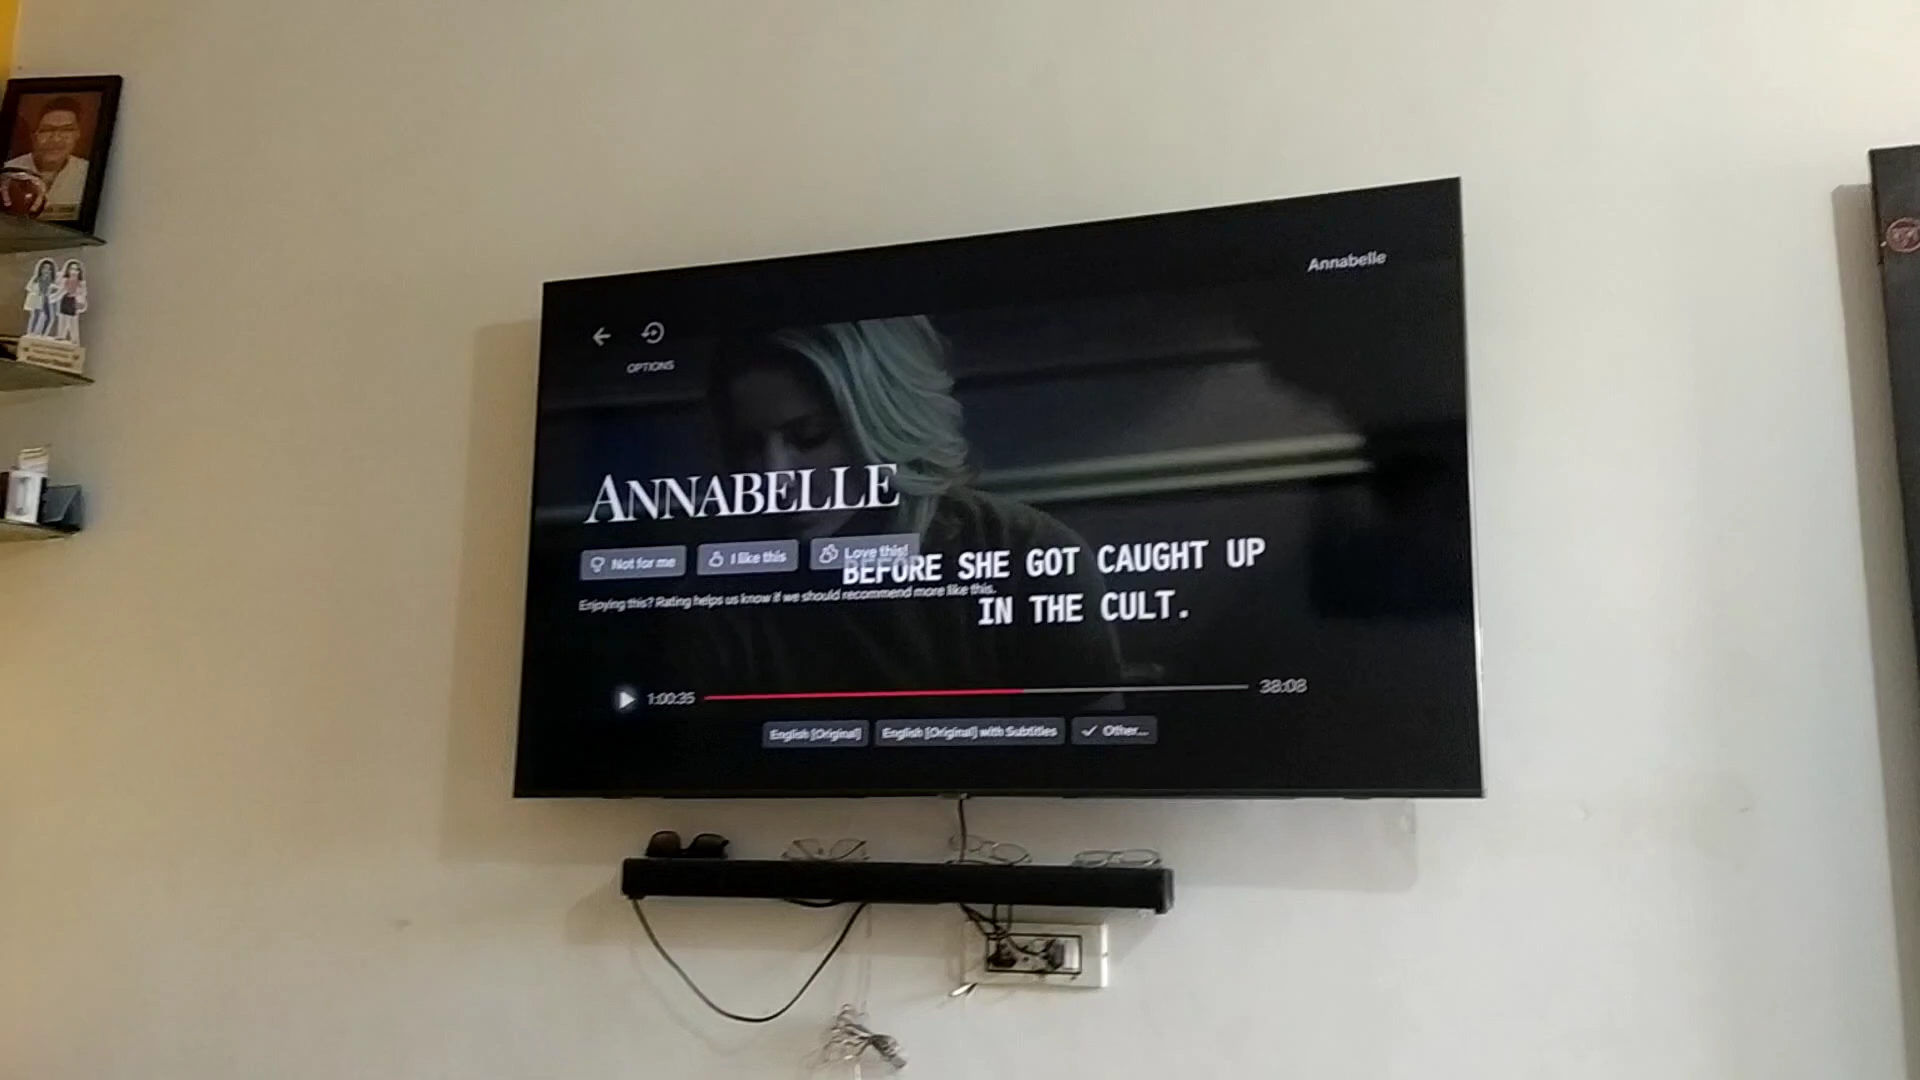 Annabelle
OPTIONS
ANNABELLE
Not for me
I like this
Love this!
BEFORE SHE GOT CAUGHT UP
IN THE CULT.
Enjoying this? Rating helps us know if we should recommend more like this.
1:00:35
38:08
English [Original]
English [Original] with Subtitles
Other...